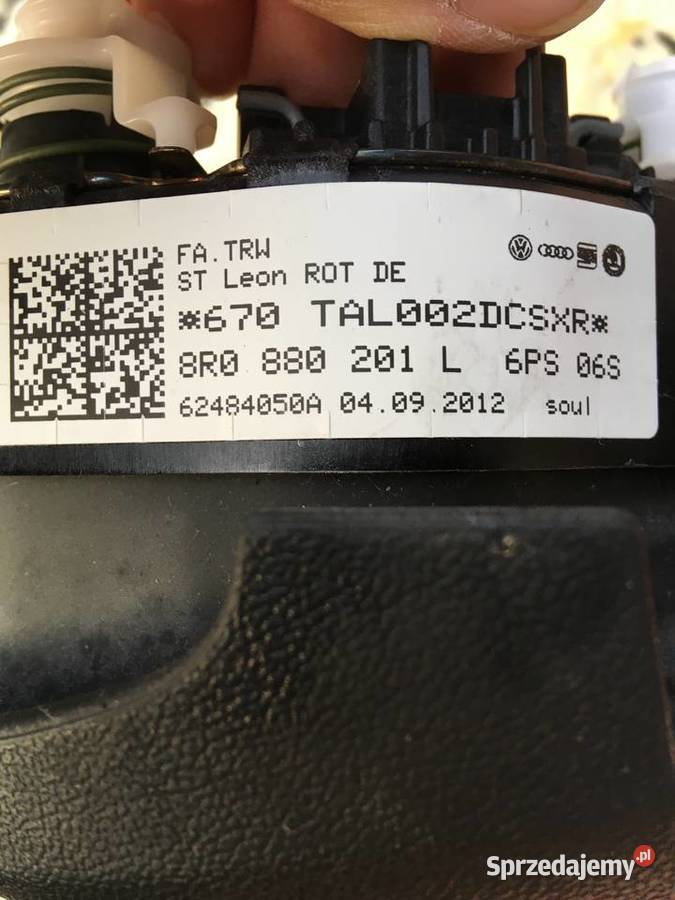 FA.TRW
ST Leon ROT DE
*670 TAL002DCSXR*
8R0 880 201 L 6PS 06S
62484050A 04.09.2012 soul
Sprzedajemy.pl